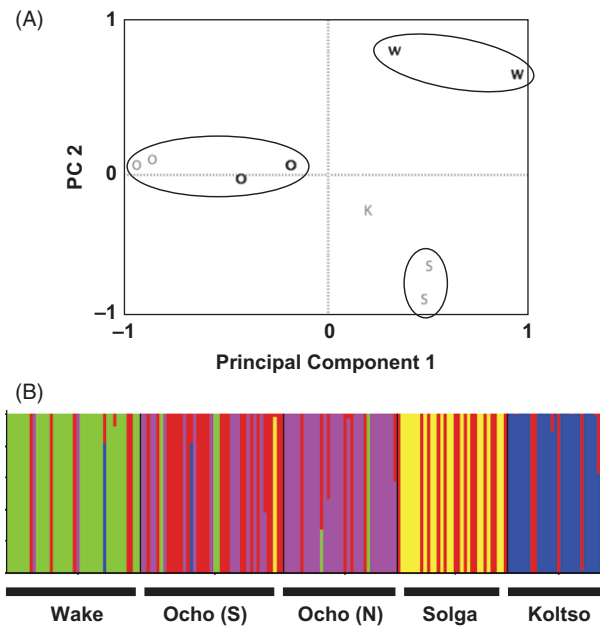 (A)
1
W
W
PC 2
O
O
O
O
0
K
S
S
−1
−1
0
1
Principal Component 1
(B)
Wake
Ocho (S)
Ocho (N)
Solga
Koltso